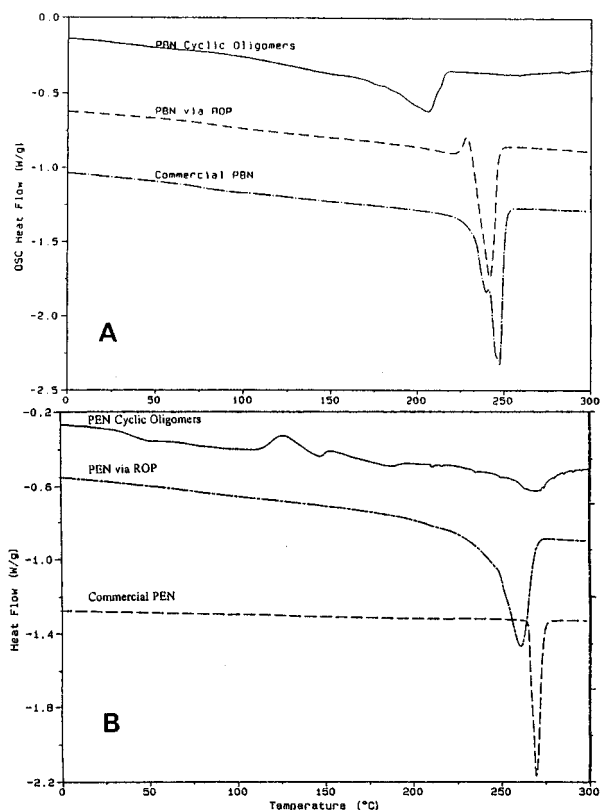 0.0
PBN Cyclic Oligomers
-0.5
PBN via ROP
-1.0
Commercial PBN
-1.5
-2.0
-2.5
DSC Heat Flow (W/g)
A
0 50 100 150 200 250 300
-0.2
PEN Cyclic Oligomers
PEN via ROP
-0.6
-1.0
Commercial PEN
-1.4
-1.8
-2.2
Heat Flow (W/g)
B
0 50 100 150 200 250 300
Temperature (°C)